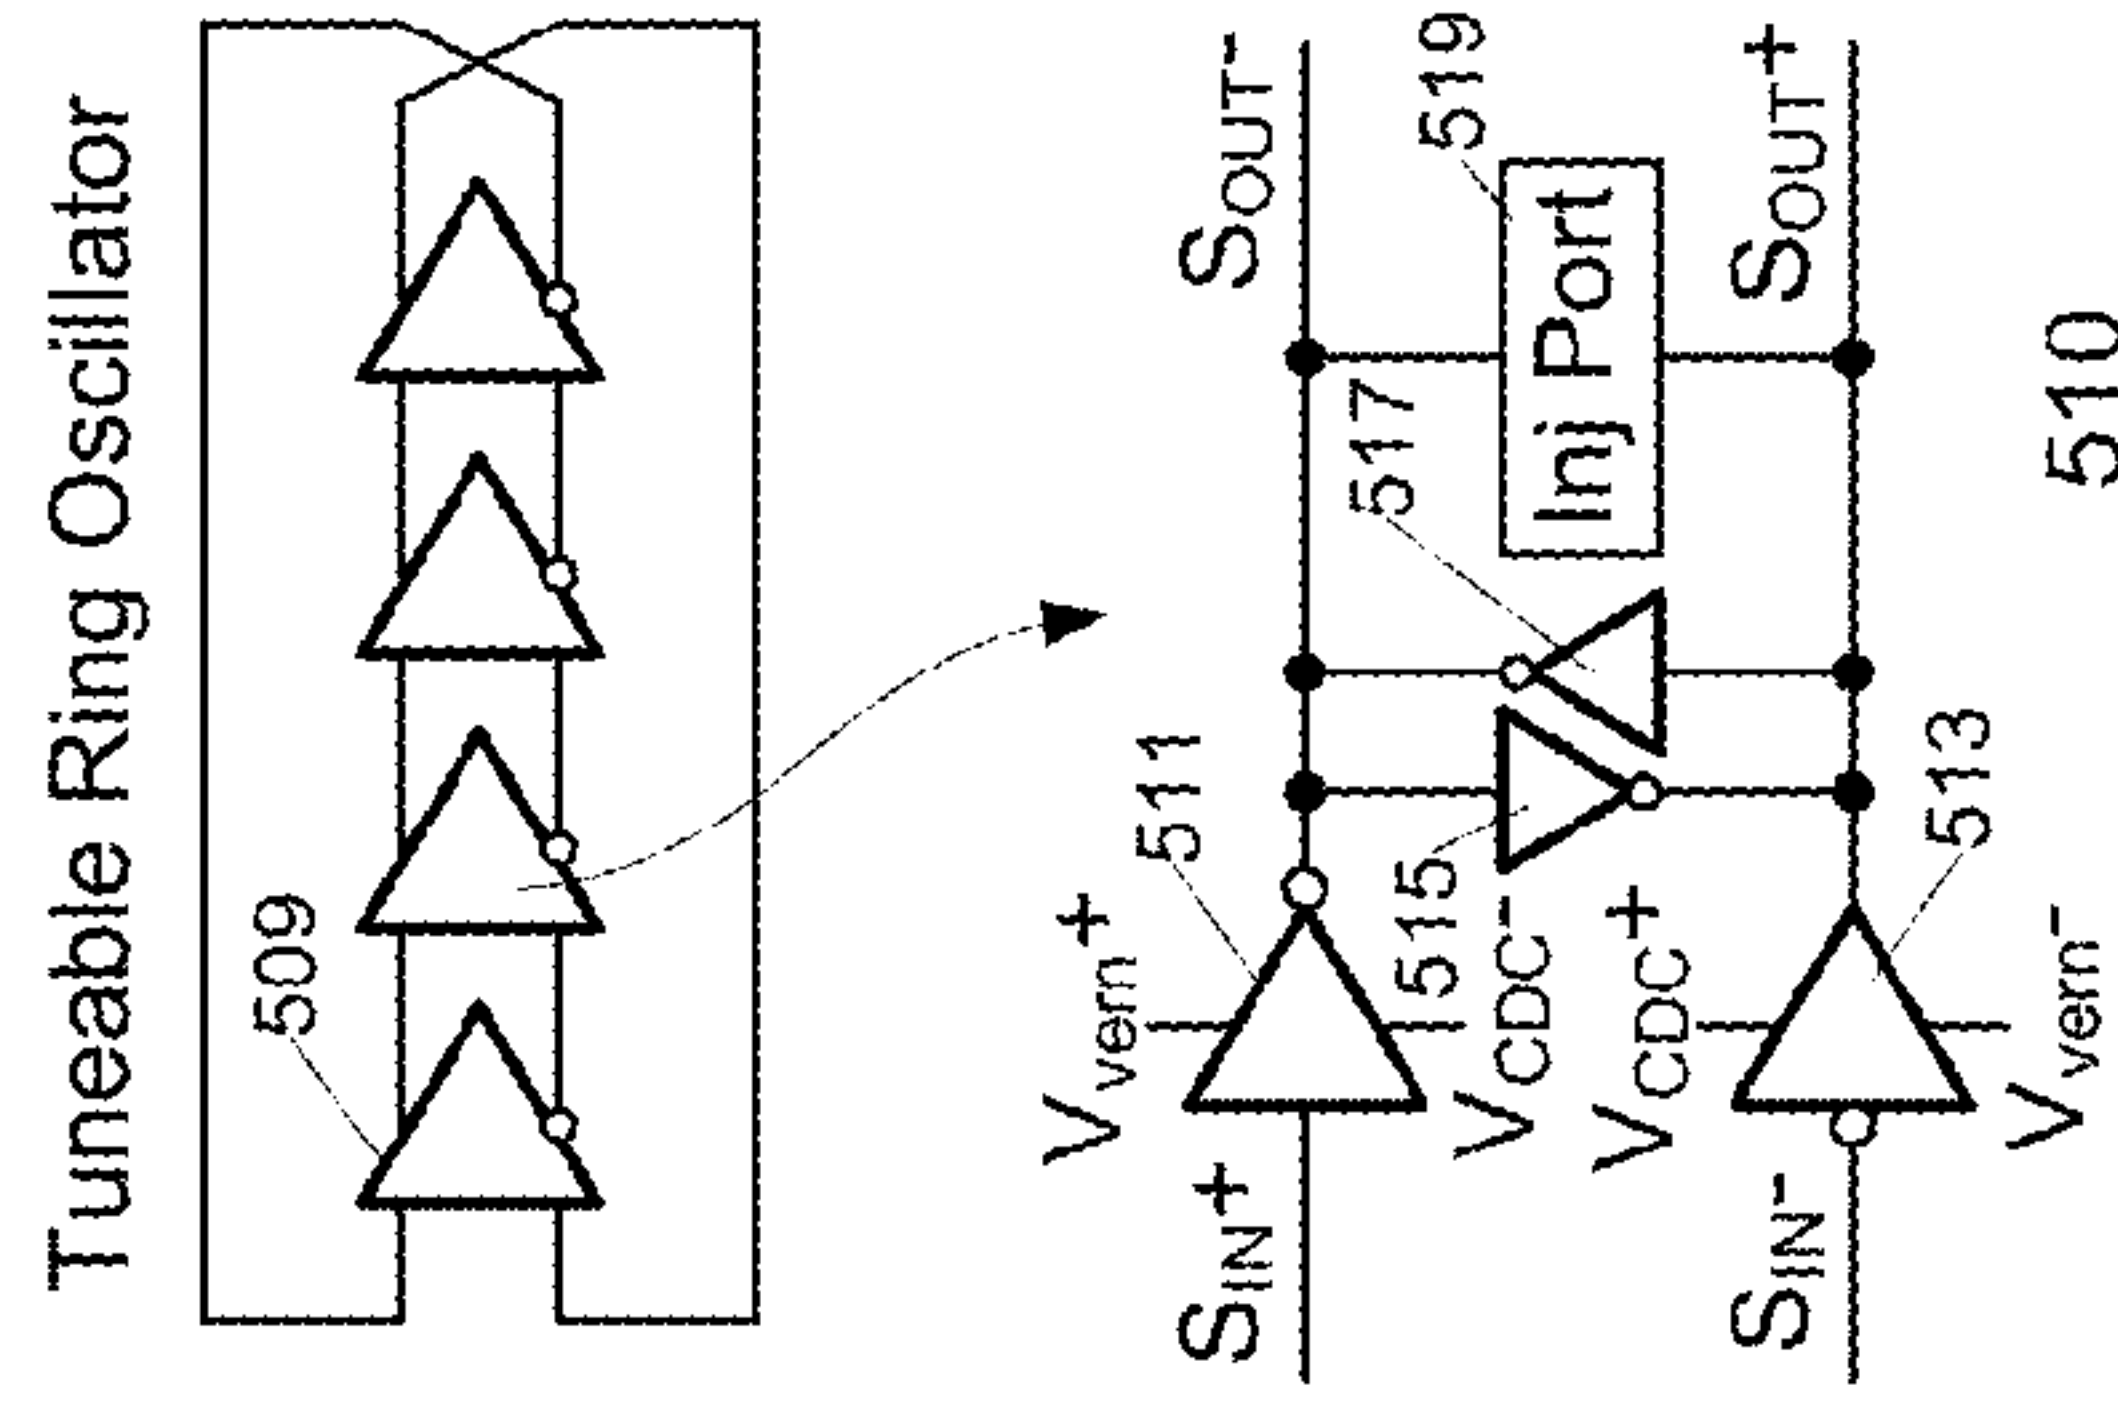 Tuneable Ring Oscillator
509
Vvern+
511
SIN+
SOUT-
515
517
519
VCDC-
Inj Port
VCDC+
SIN-
513
SOUT+
Vvern-
510